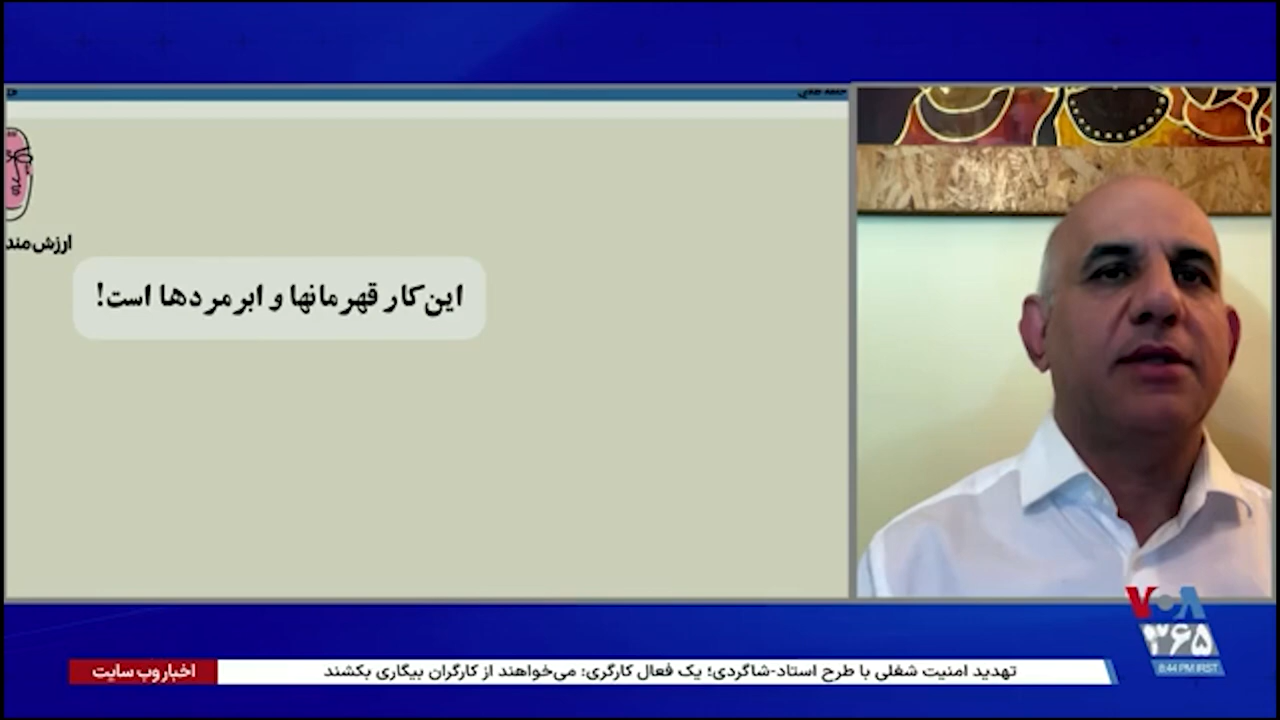 ارزش‌مند
این‌کار قهرمانها و ابرمردها است!
VOA
۳۶۵
8:44 PM IRST
تهدید امنیت شغلی با طرح استاد-شاگردی؛ یک فعال کارگری: می‌خواهند از کارگران بیگاری بکشند
اخبار وب سایت